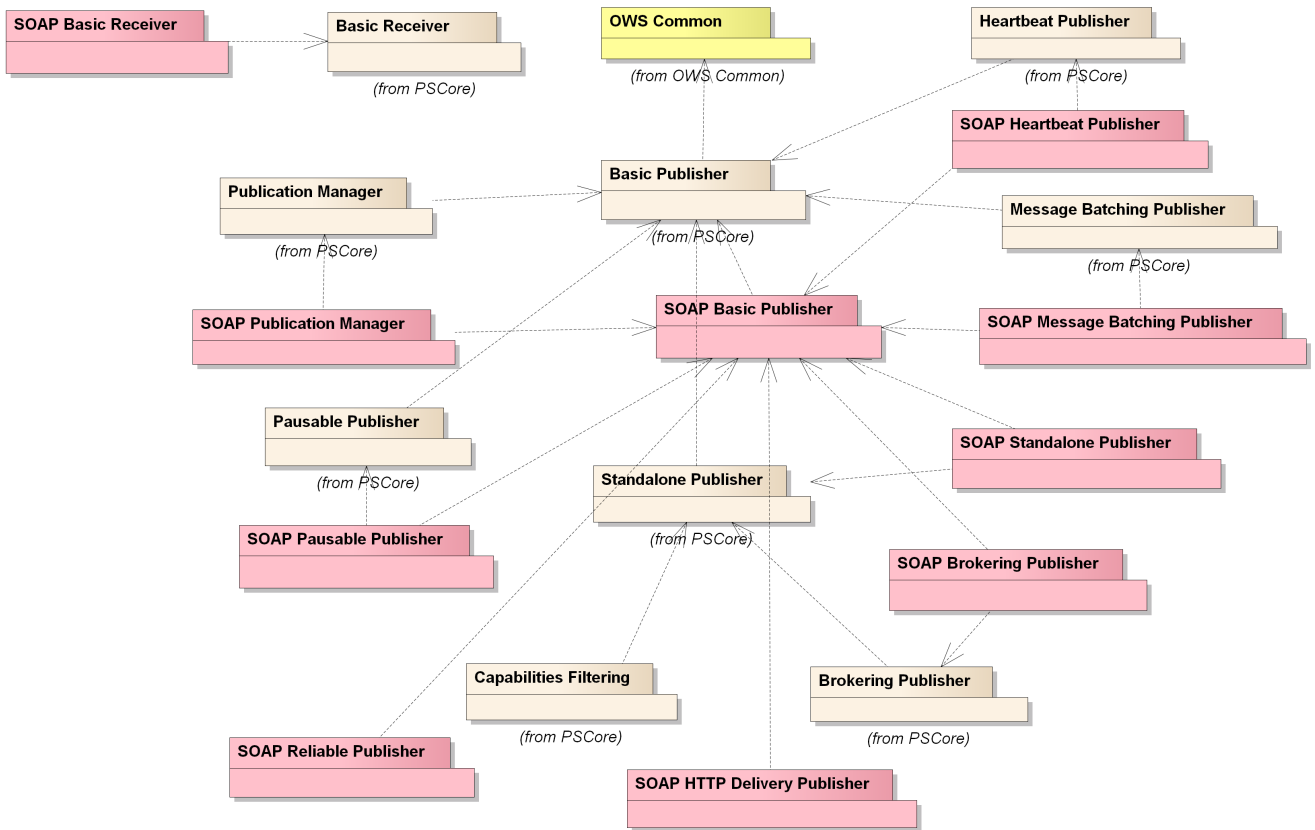 SOAP Basic Receiver
Basic Receiver
(from PSCore)
OWS Common
(from OWS Common)
Heartbeat Publisher
(from PSCore)
SOAP Heartbeat Publisher
Basic Publisher
(from PSCore)
Publication Manager
(from PSCore)
Message Batching Publisher
(from PSCore)
SOAP Publication Manager
SOAP Basic Publisher
SOAP Message Batching Publisher
Pausable Publisher
(from PSCore)
SOAP Standalone Publisher
Standalone Publisher
(from PSCore)
SOAP Pausable Publisher
SOAP Brokering Publisher
Capabilities Filtering
(from PSCore)
Brokering Publisher
(from PSCore)
SOAP Reliable Publisher
SOAP HTTP Delivery Publisher